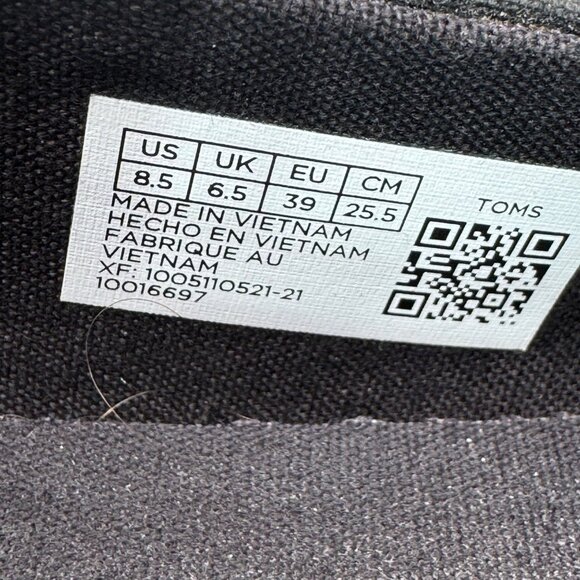 US UK EU CM
8.5 6.5 39 25.5
MADE IN VIETNAM
HECHO EN VIETNAM
FABRIQUE AU
VIETNAM
XF: 1005110521-21
10016697
TOMS